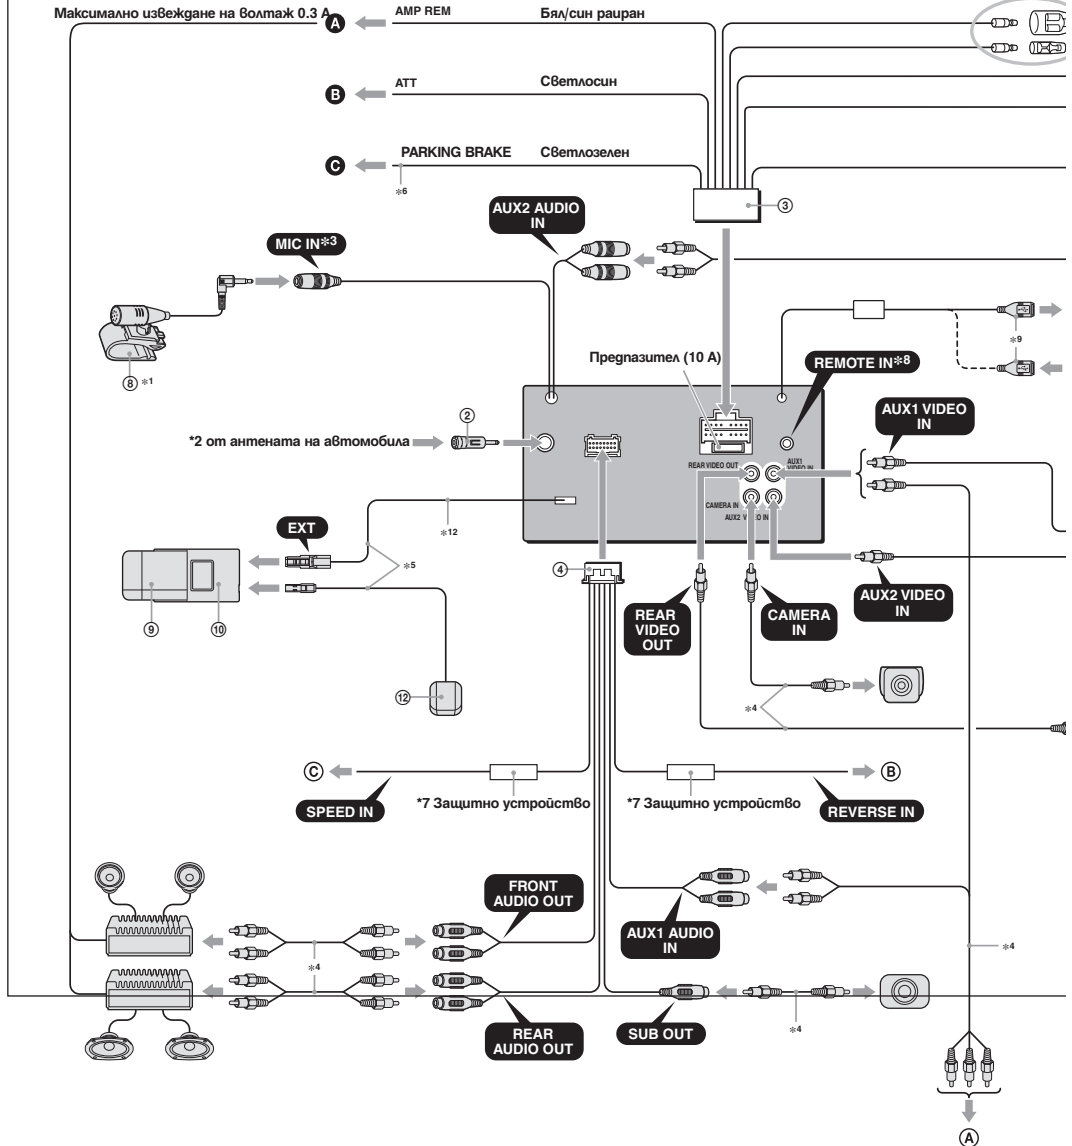 Максимално извеждане на волтаж 0.3 A
A
AMP REM
Бял/син раиран
B
ATT
Светлосин
C
PARKING BRAKE
Светлозелен
*6
3
AUX2 AUDIO
IN
MIC IN*3
*9
8 *1
Предпазител (10 A)
REMOTE IN*8
AUX1 VIDEO
IN
2
*2 от антената на автомобила
REAR VIDEO OUT
AUX1
VIDEO IN
CAMERA IN
AUX2 VIDEO IN
*12
EXT
*5
4
9
10
REAR
VIDEO
OUT
CAMERA
IN
AUX2 VIDEO
IN
12
*4
C
B
*7 Защитно устройство
*7 Защитно устройство
SPEED IN
REVERSE IN
FRONT
AUDIO OUT
AUX1 AUDIO
IN
*4
*4
REAR
AUDIO OUT
SUB OUT
*4
A